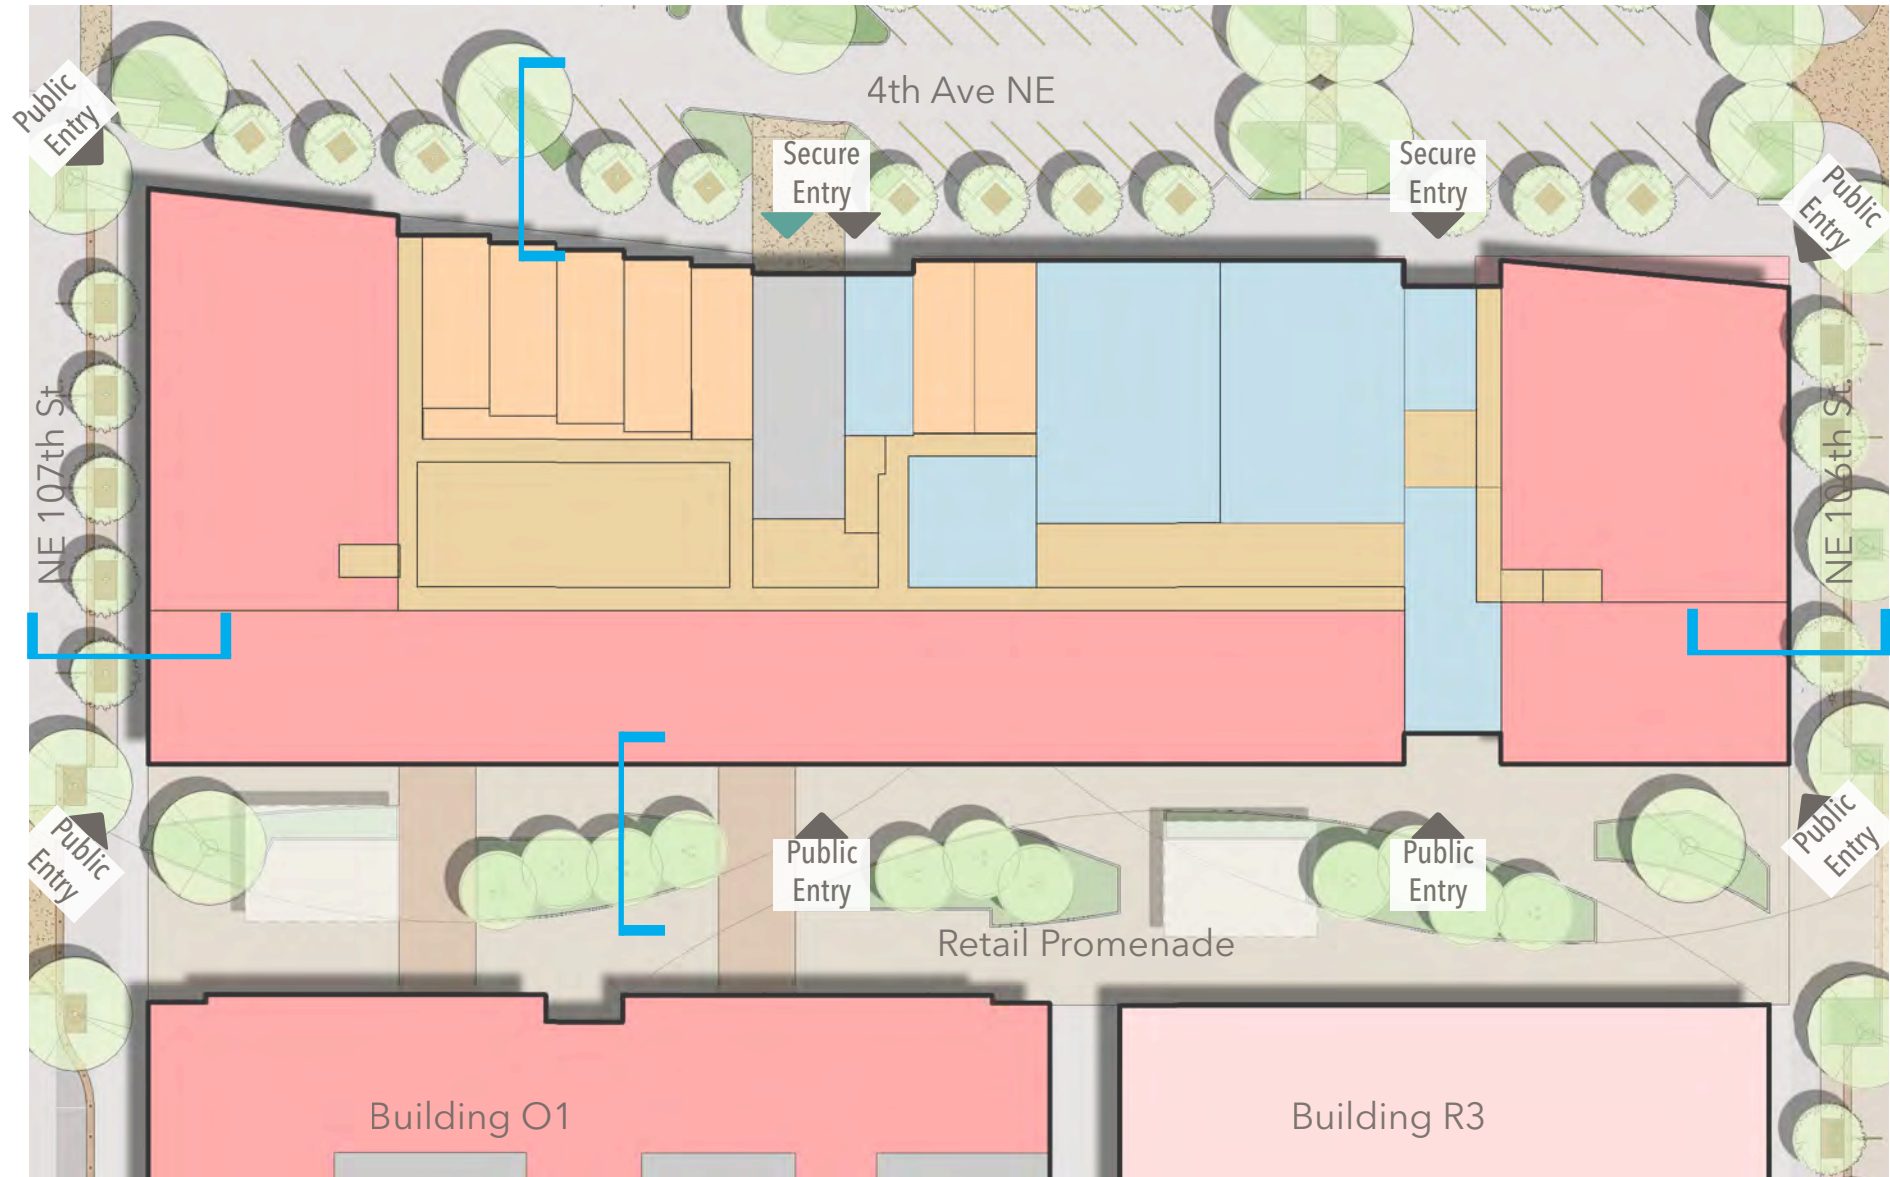 4th Ave NE
Public
Entry
Secure
Entry
Secure
Entry
Public
Entry
NE 107th St.
NE 106th St.
Public
Entry
Public
Entry
Public
Entry
Public
Entry
Retail Promenade
Building O1
Building R3